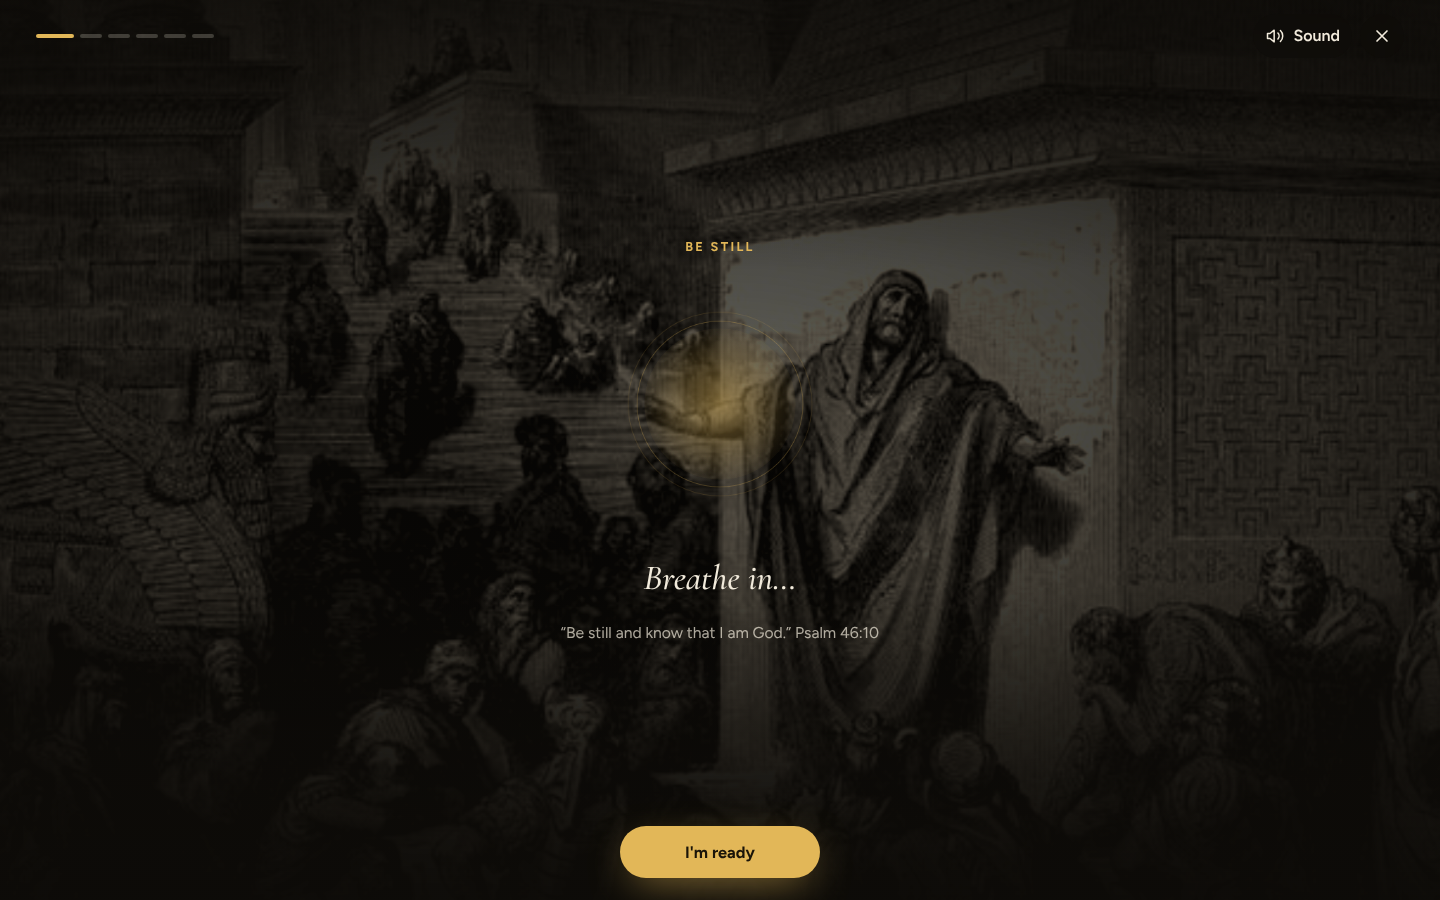 Sound
BE STILL
Breathe in...
“Be still and know that I am God.” Psalm 46:10
I'm ready